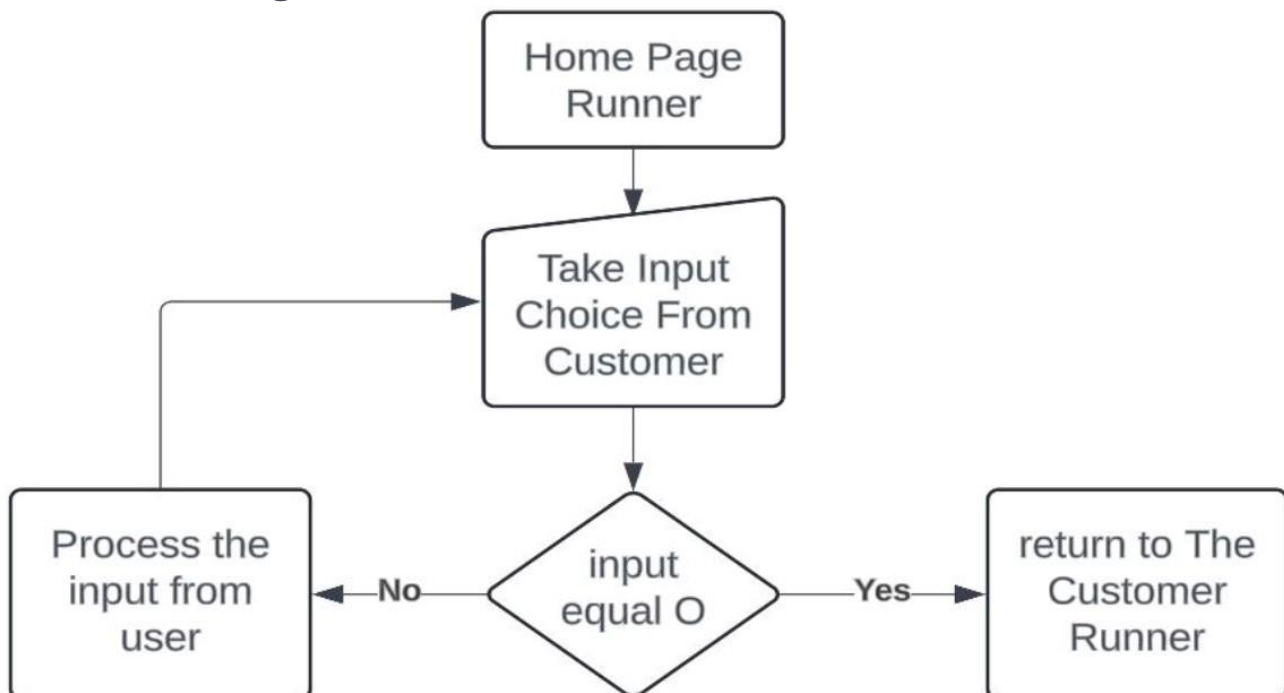 Home Page
Runner
Take Input
Choice From
Customer
input
equal O
No
Process the
input from
user
Yes
return to The
Customer
Runner